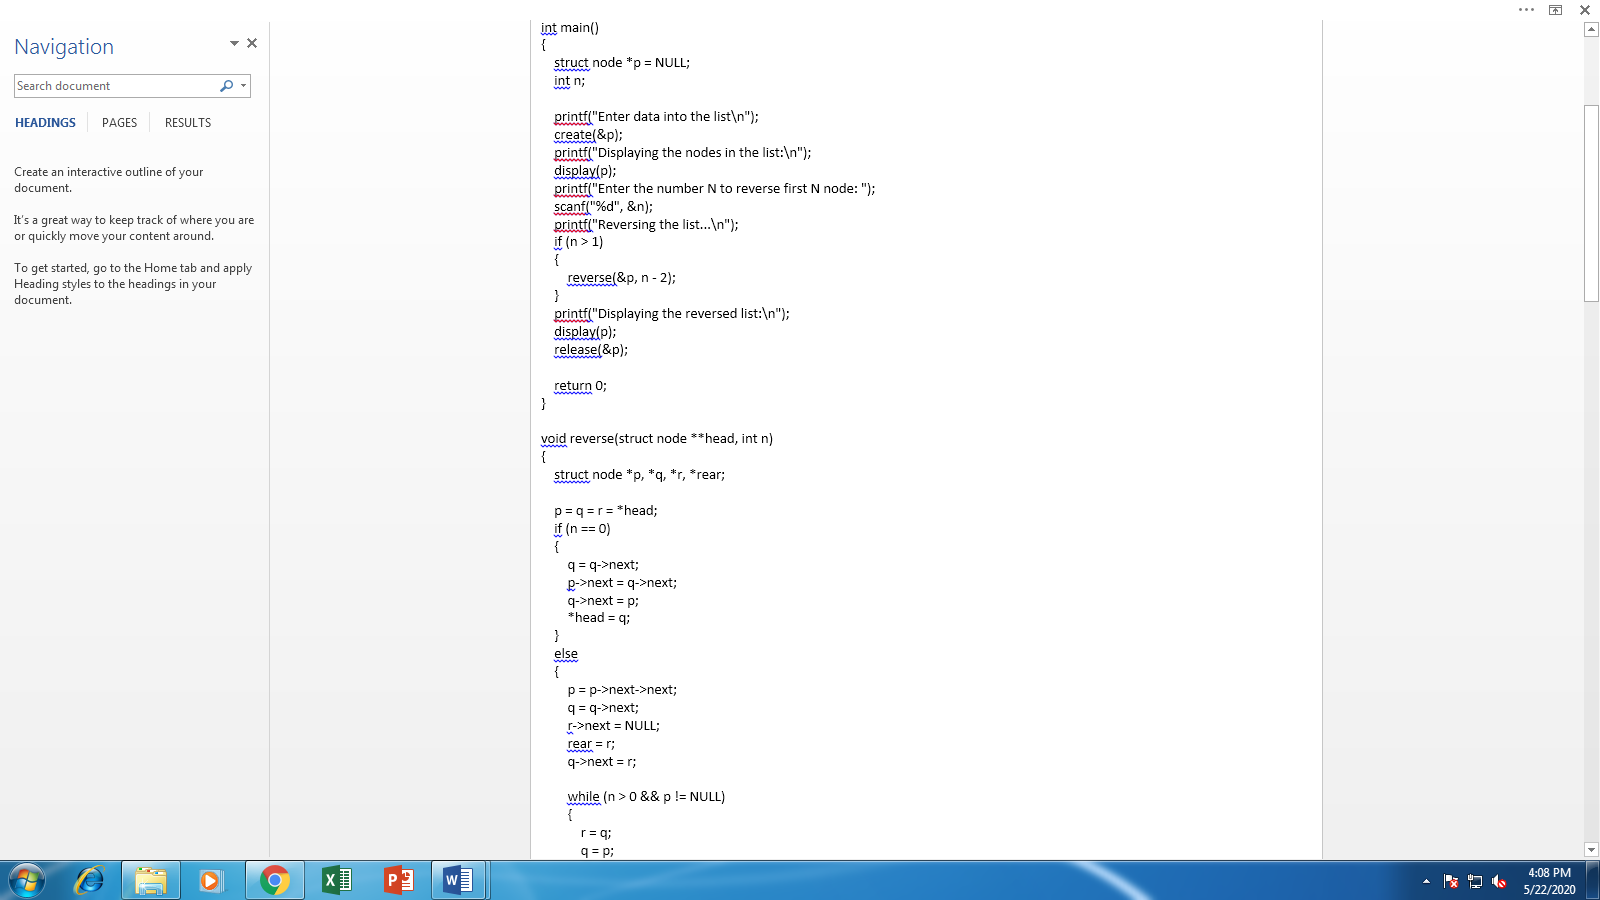 Navigation
Search document
HEADINGS PAGES RESULTS
Create an interactive outline of your
document.
It's a great way to keep track of where you are
or quickly move your content around.
To get started, go to the Home tab and apply
Heading styles to the headings in your
document.
int main()
{
struct node *p = NULL;
int n;
printf("Enter data into the list\n");
create(&p);
printf("Displaying the nodes in the list:\n");
display(p);
printf("Enter the number N to reverse first N node: ");
scanf("%d", &n);
printf("Reversing the list...\n");
if (n > 1)
{
reverse(&p, n - 2);
}
printf("Displaying the reversed list:\n");
display(p);
release(&p);
return 0;
}
void reverse(struct node **head, int n)
{
struct node *p, *q, *r, *rear;
p = q = r = *head;
if (n == 0)
{
q = q->next;
p->next = q->next;
q->next = p;
*head = q;
}
else
{
p = p->next->next;
q = q->next;
r->next = NULL;
rear = r;
q->next = r;
while (n > 0 && p != NULL)
{
r = q;
q = p;
4:08 PM
5/22/2020